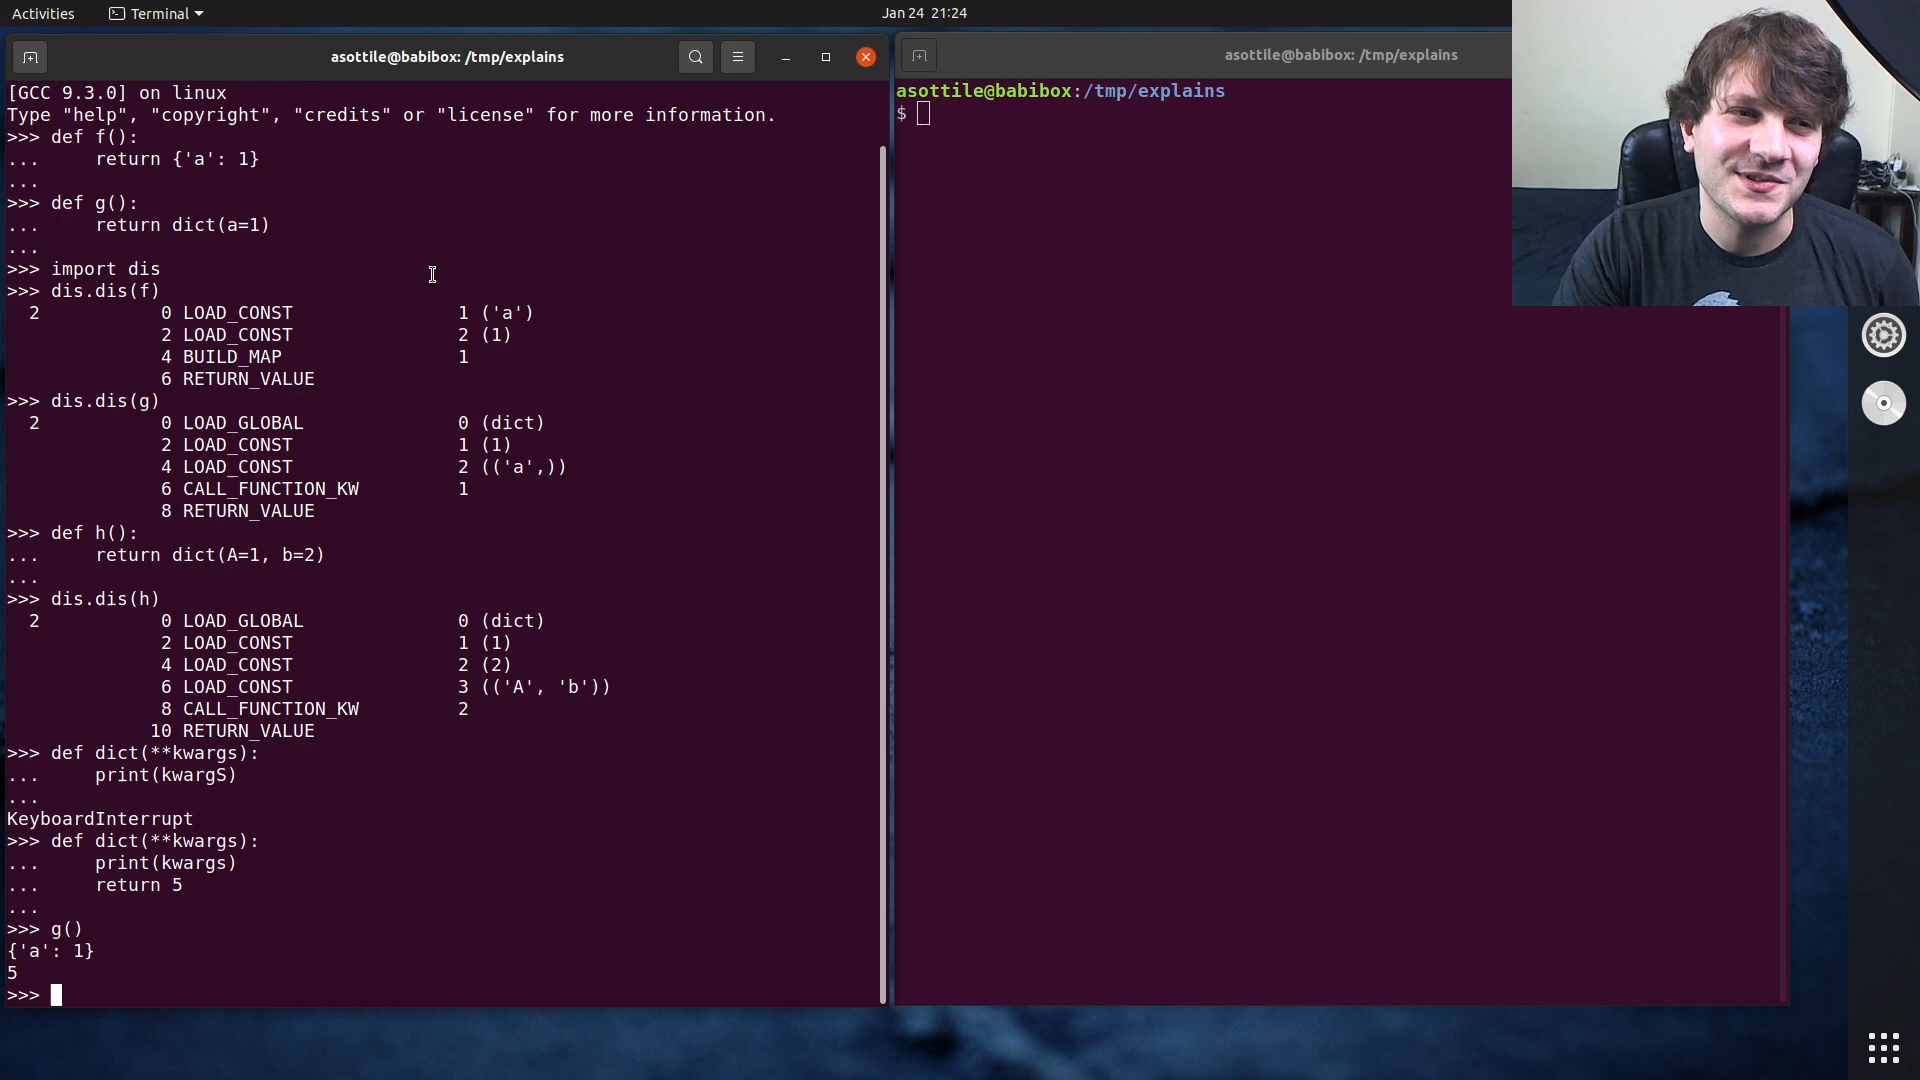 Activities
Terminal
Jan 24 21:24
asottile@babibox: /tmp/explains
[GCC 9.3.0] on linux
Type "help", "copyright", "credits" or "license" for more information.
>>> def f():
...     return {'a': 1}
...
>>> def g():
...     return dict(a=1)
...
>>> import dis
>>> dis.dis(f)
  2           0 LOAD_CONST               1 ('a')
              2 LOAD_CONST               2 (1)
              4 BUILD_MAP                1
              6 RETURN_VALUE
>>> dis.dis(g)
  2           0 LOAD_GLOBAL              0 (dict)
              2 LOAD_CONST               1 (1)
              4 LOAD_CONST               2 (('a',))
              6 CALL_FUNCTION_KW         1
              8 RETURN_VALUE
>>> def h():
...     return dict(A=1, b=2)
...
>>> dis.dis(h)
  2           0 LOAD_GLOBAL              0 (dict)
              2 LOAD_CONST               1 (1)
              4 LOAD_CONST               2 (2)
              6 LOAD_CONST               3 (('A', 'b'))
              8 CALL_FUNCTION_KW         2
             10 RETURN_VALUE
>>> def dict(**kwargs):
...     print(kwargS)
...
KeyboardInterrupt
>>> def dict(**kwargs):
...     print(kwargs)
...     return 5
...
>>> g()
{'a': 1}
5
>>>
asottile@babibox: /tmp/explains
asottile@babibox:/tmp/explains
$